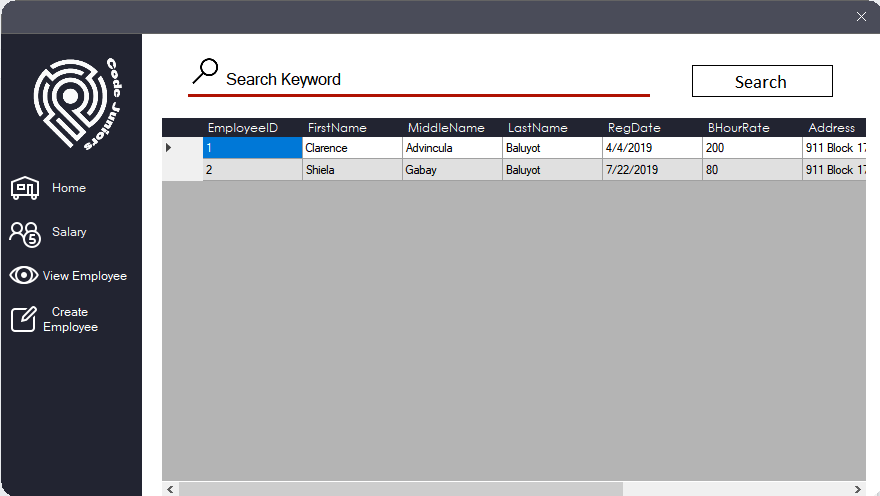 Code Juniors
Home
Salary
View Employee
Create
Employee
Search Keyword
Search
EmployeeID FirstName MiddleName LastName RegDate BHourRate Address
1 Clarence Advincula Baluyot 4/4/2019 200 911 Block 17
2 Shiela Gabay Baluyot 7/22/2019 80 911 Block 17